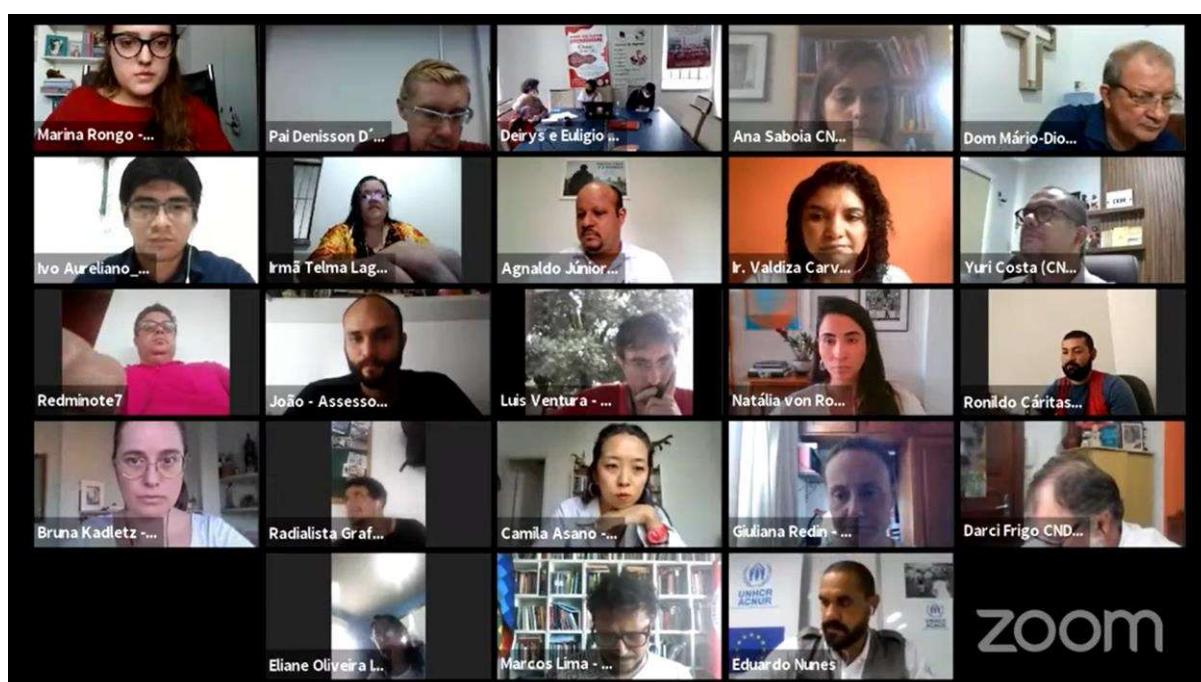 Marina Rongo -...
Pai Denisson D´...
Deirys e Euligio ...
Ana Saboia CN...
Dom Mário-Dio...
Ivo Aureliano_...
Irmã Telma Lag...
Agnaldo Júnior...
Ir. Valdiza Carv...
Yuri Costa (CN...
Redminote7
João - Assesso...
Luis Ventura - ...
Natália von Ro...
Ronildo Cáritas...
Bruna Kadletz -...
Radialista Graf...
Camila Asano -...
Giuliana Redin - ...
Darci Frigo CND...
Eliane Oliveira I...
Marcos Lima - ...
UNHCR
ACNUR
Eduardo Nunes
zoom